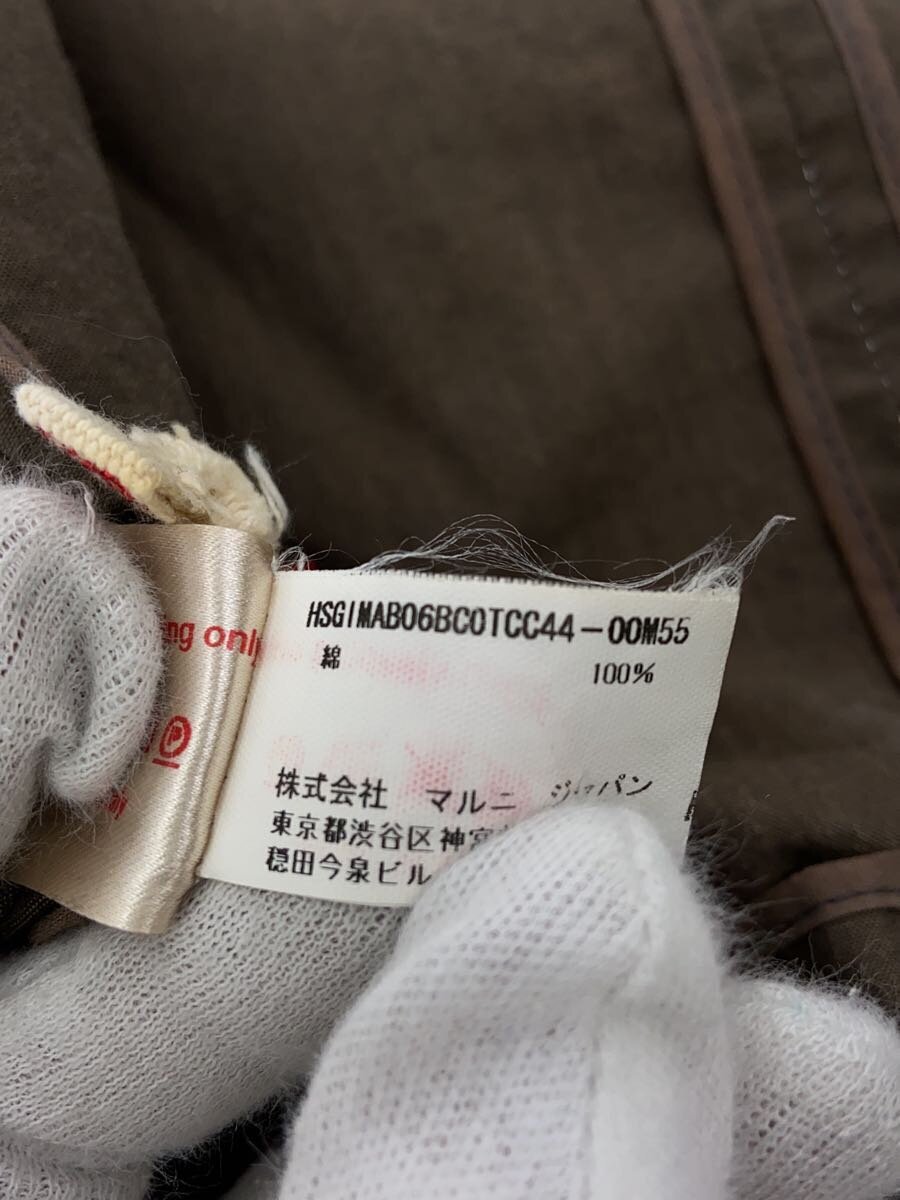 HSGIMAB06BC0TCC44-00M55
綿 100%
株式会社 マルニ ジャパン
東京都渋谷区神宮
穏田今泉ビル
only
P